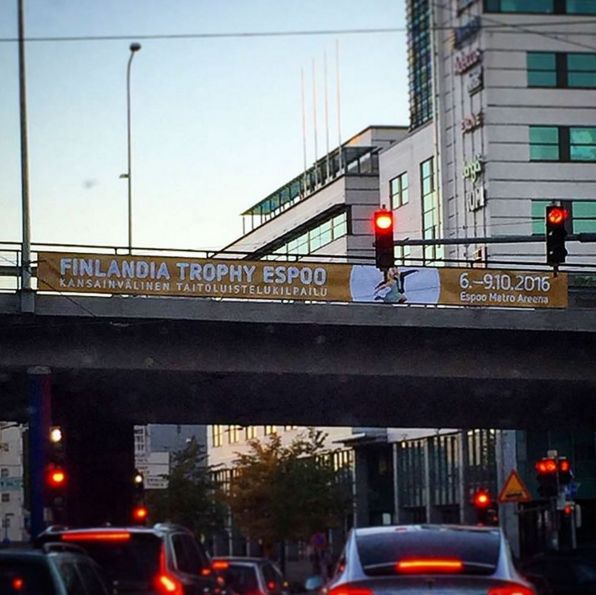 FINLANDIA TROPHY ESPOO
KANSAINVÄLINEN TAITOLUISTELUKILPAILU
6.–9.10.2016
Espoo Metro Areena